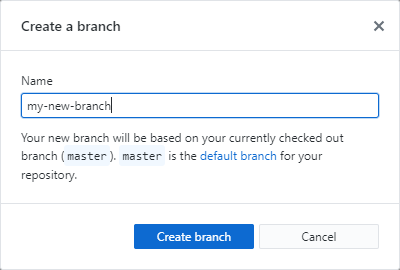 Create a branch
Name
my-new-branch
Your new branch will be based on your currently checked out
branch (master). master is the default branch for your
repository.
Create branch
Cancel